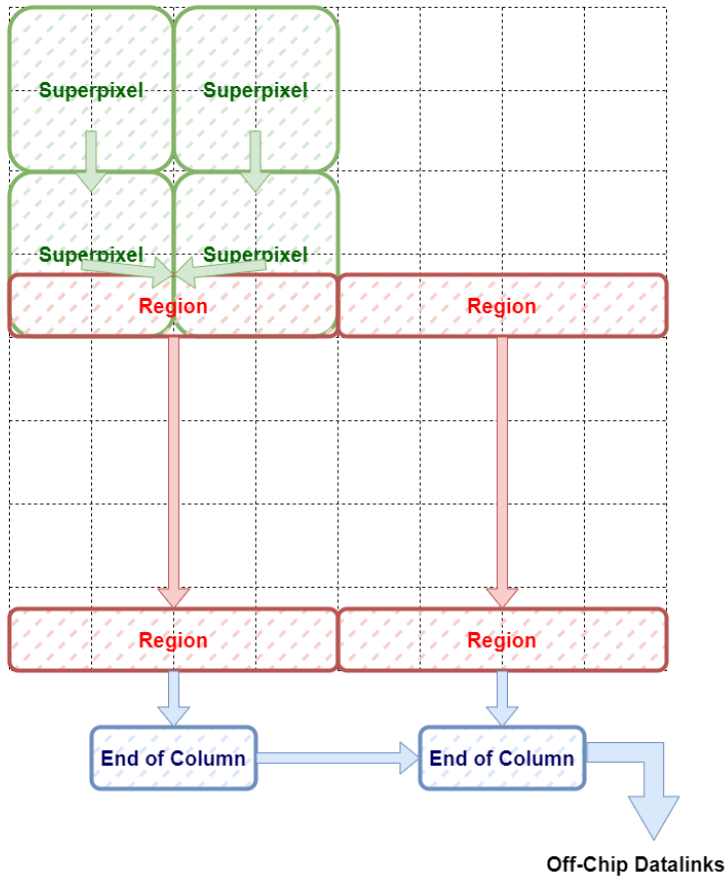 Superpixel
Superpixel
Superpixel
Superpixel
Region
Region
Region
Region
End of Column
End of Column
Off-Chip Datalinks